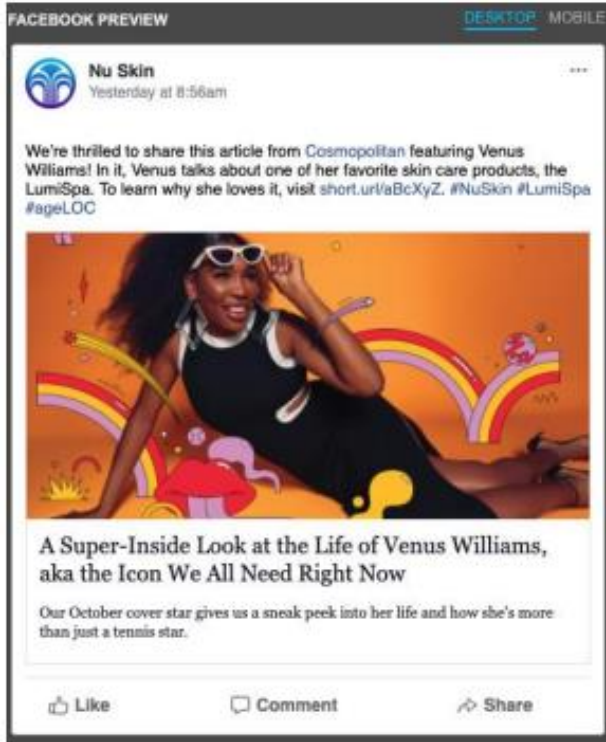 FACEBOOK PREVIEW
DESKTOP MOBILE
Nu Skin
Yesterday at 8:56am
We're thrilled to share this article from Cosmopolitan featuring Venus
Williams! In it, Venus talks about one of her favorite skin care products, the
LumiSpa. To learn why she loves it, visit short.url/aBcXyZ. #NuSkin #LumiSpa
#ageLOC
A Super-Inside Look at the Life of Venus Williams,
aka the Icon We All Need Right Now
Our October cover star gives us a sneak peek into her life and how she's more
than just a tennis star.
Like
Comment
Share